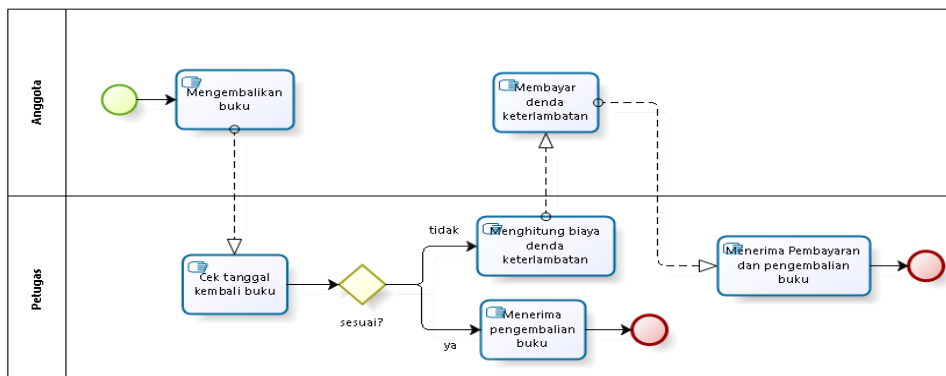 Anggota
Mengembalikan
buku
Membayar
denda
keterlambatan
Petugas
Cek tanggal
kembali buku
sesuai?
tidak
ya
Menghitung biaya
denda
keterlambatan
Menerima
pengembalian
buku
Menerima Pembayaran
dan pengembalian
buku